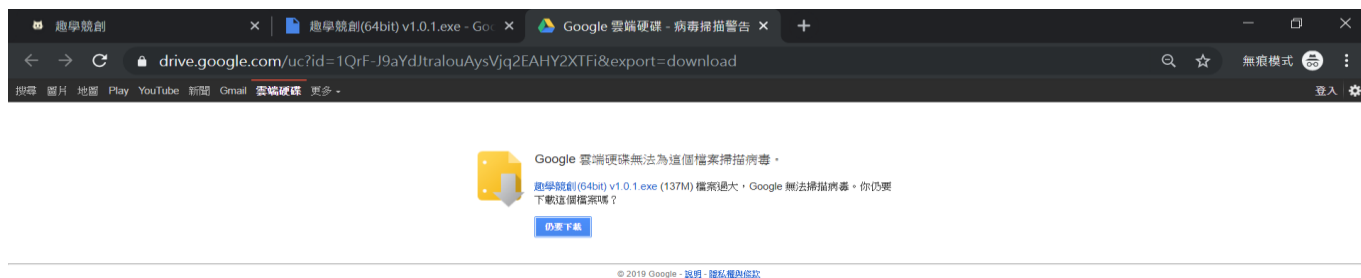 趣學競創
趣學競創(64bit) v1.0.1.exe - Goo
Google 雲端硬碟 - 病毒掃描警告
drive.google.com/uc?id=1QrF-J9aYdJtralouAysVjq2EAHY2XTFi&export=download
無痕模式
搜尋 圖片 地圖 Play YouTube 新聞 Gmail 雲端硬碟 更多
登入
Google 雲端硬碟無法為這個檔案掃描病毒。
趣學競創(64bit) v1.0.1.exe (137M) 檔案過大，Google 無法掃描病毒。你仍要
下載這個檔案嗎？
仍要下載
© 2019 Google - 說明 - 隱私權與條款